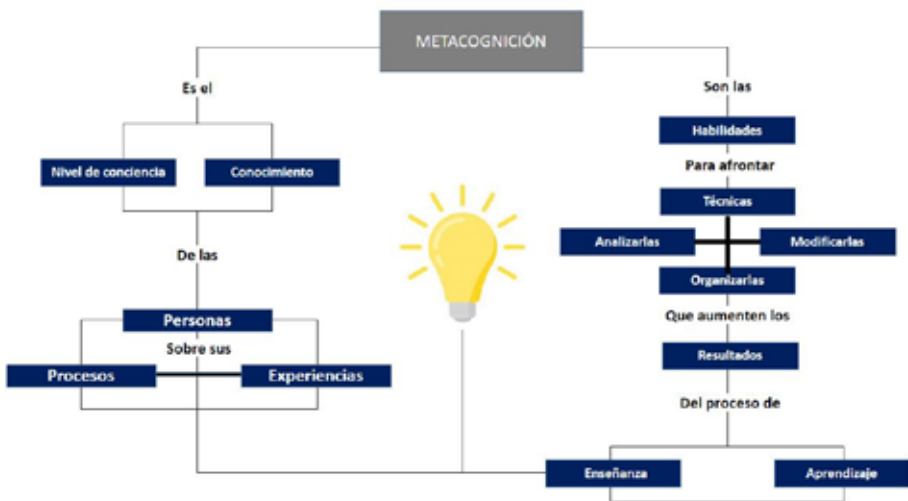 METACOGNICIÓN
Es el
Nivel de conciencia
Conocimiento
De las
Personas
Sobre sus
Procesos
Experiencias
Son las
Habilidades
Para afrontar
Técnicas
Analizarlas
Modificarlas
Organizarlas
Que aumenten los
Resultados
Del proceso de
Enseñanza
Aprendizaje